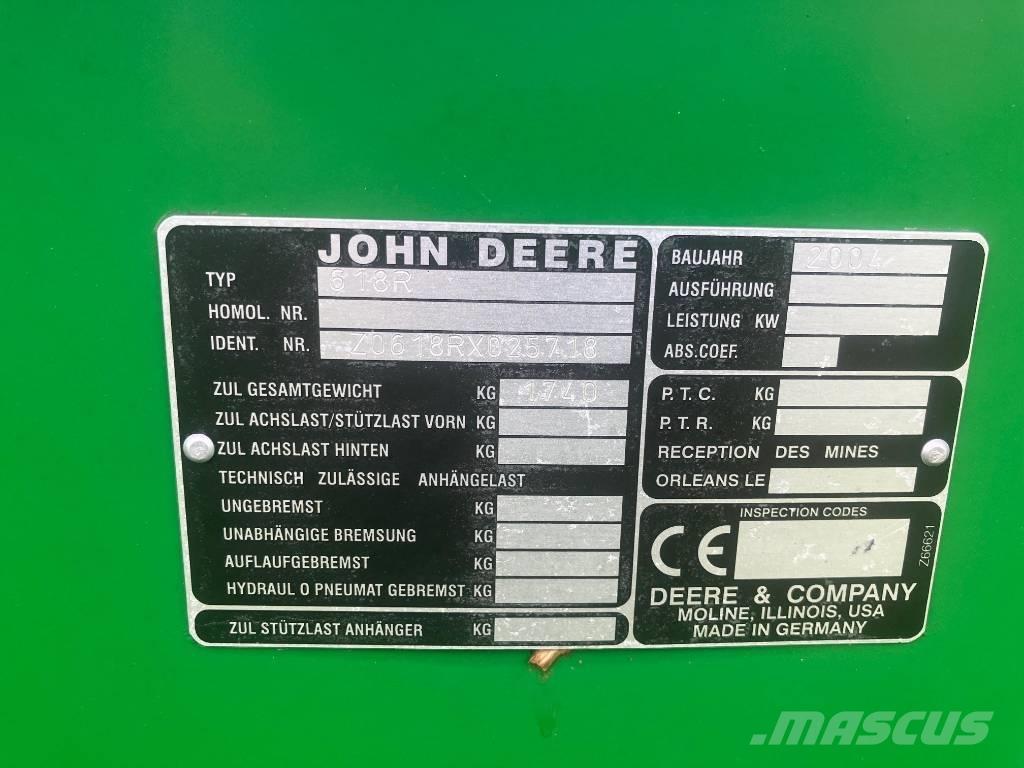 JOHN DEERE
TYP 618R
HOMOL. NR.
IDENT. NR. Z0618RX025718
ZUL GESAMTGEWICHT KG 1740
ZUL ACHSLAST/STÜTZLAST VORN KG
ZUL ACHSLAST HINTEN KG
TECHNISCH ZULÄSSIGE ANHÄNGELAST
UNGEBREMST KG
UNABHÄNGIGE BREMSUNG KG
AUFLAUFGEBREMST KG
HYDRAUL O PNEUMAT GEBREMST KG
ZUL STÜTZLAST ANHÄNGER KG
BAUJAHR 2004
AUSFÜHRUNG
LEISTUNG KW
ABS.COEF.
P.T.C. KG
P.T.R. KG
RECEPTION DES MINES
ORLEANS LE
INSPECTION CODES
CE
Z66621
DEERE & COMPANY
MOLINE, ILLINOIS, USA
MADE IN GERMANY
MASCUS